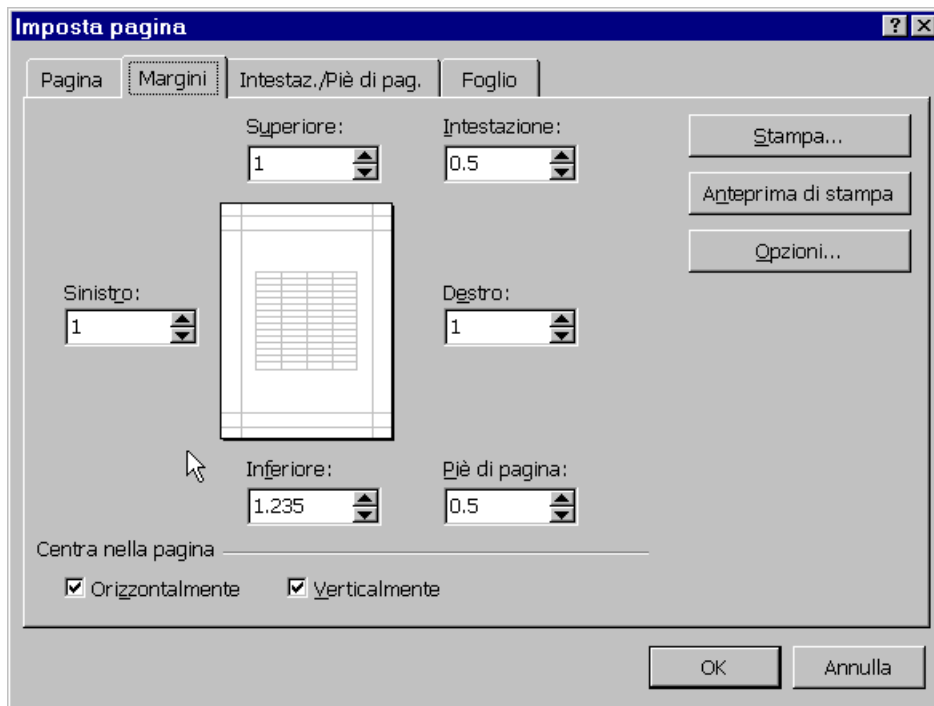 Imposta pagina
Pagina Margini Intestaz./Piè di pag. Foglio
Superiore: Intestazione:
1 0.5
Stampa...
Anteprima di stampa
Opzioni...
Sinistro: Destro:
1 1
Inferiore: Piè di pagina:
1.235 0.5
Centra nella pagina
Orizzontalmente Verticalmente
OK Annulla